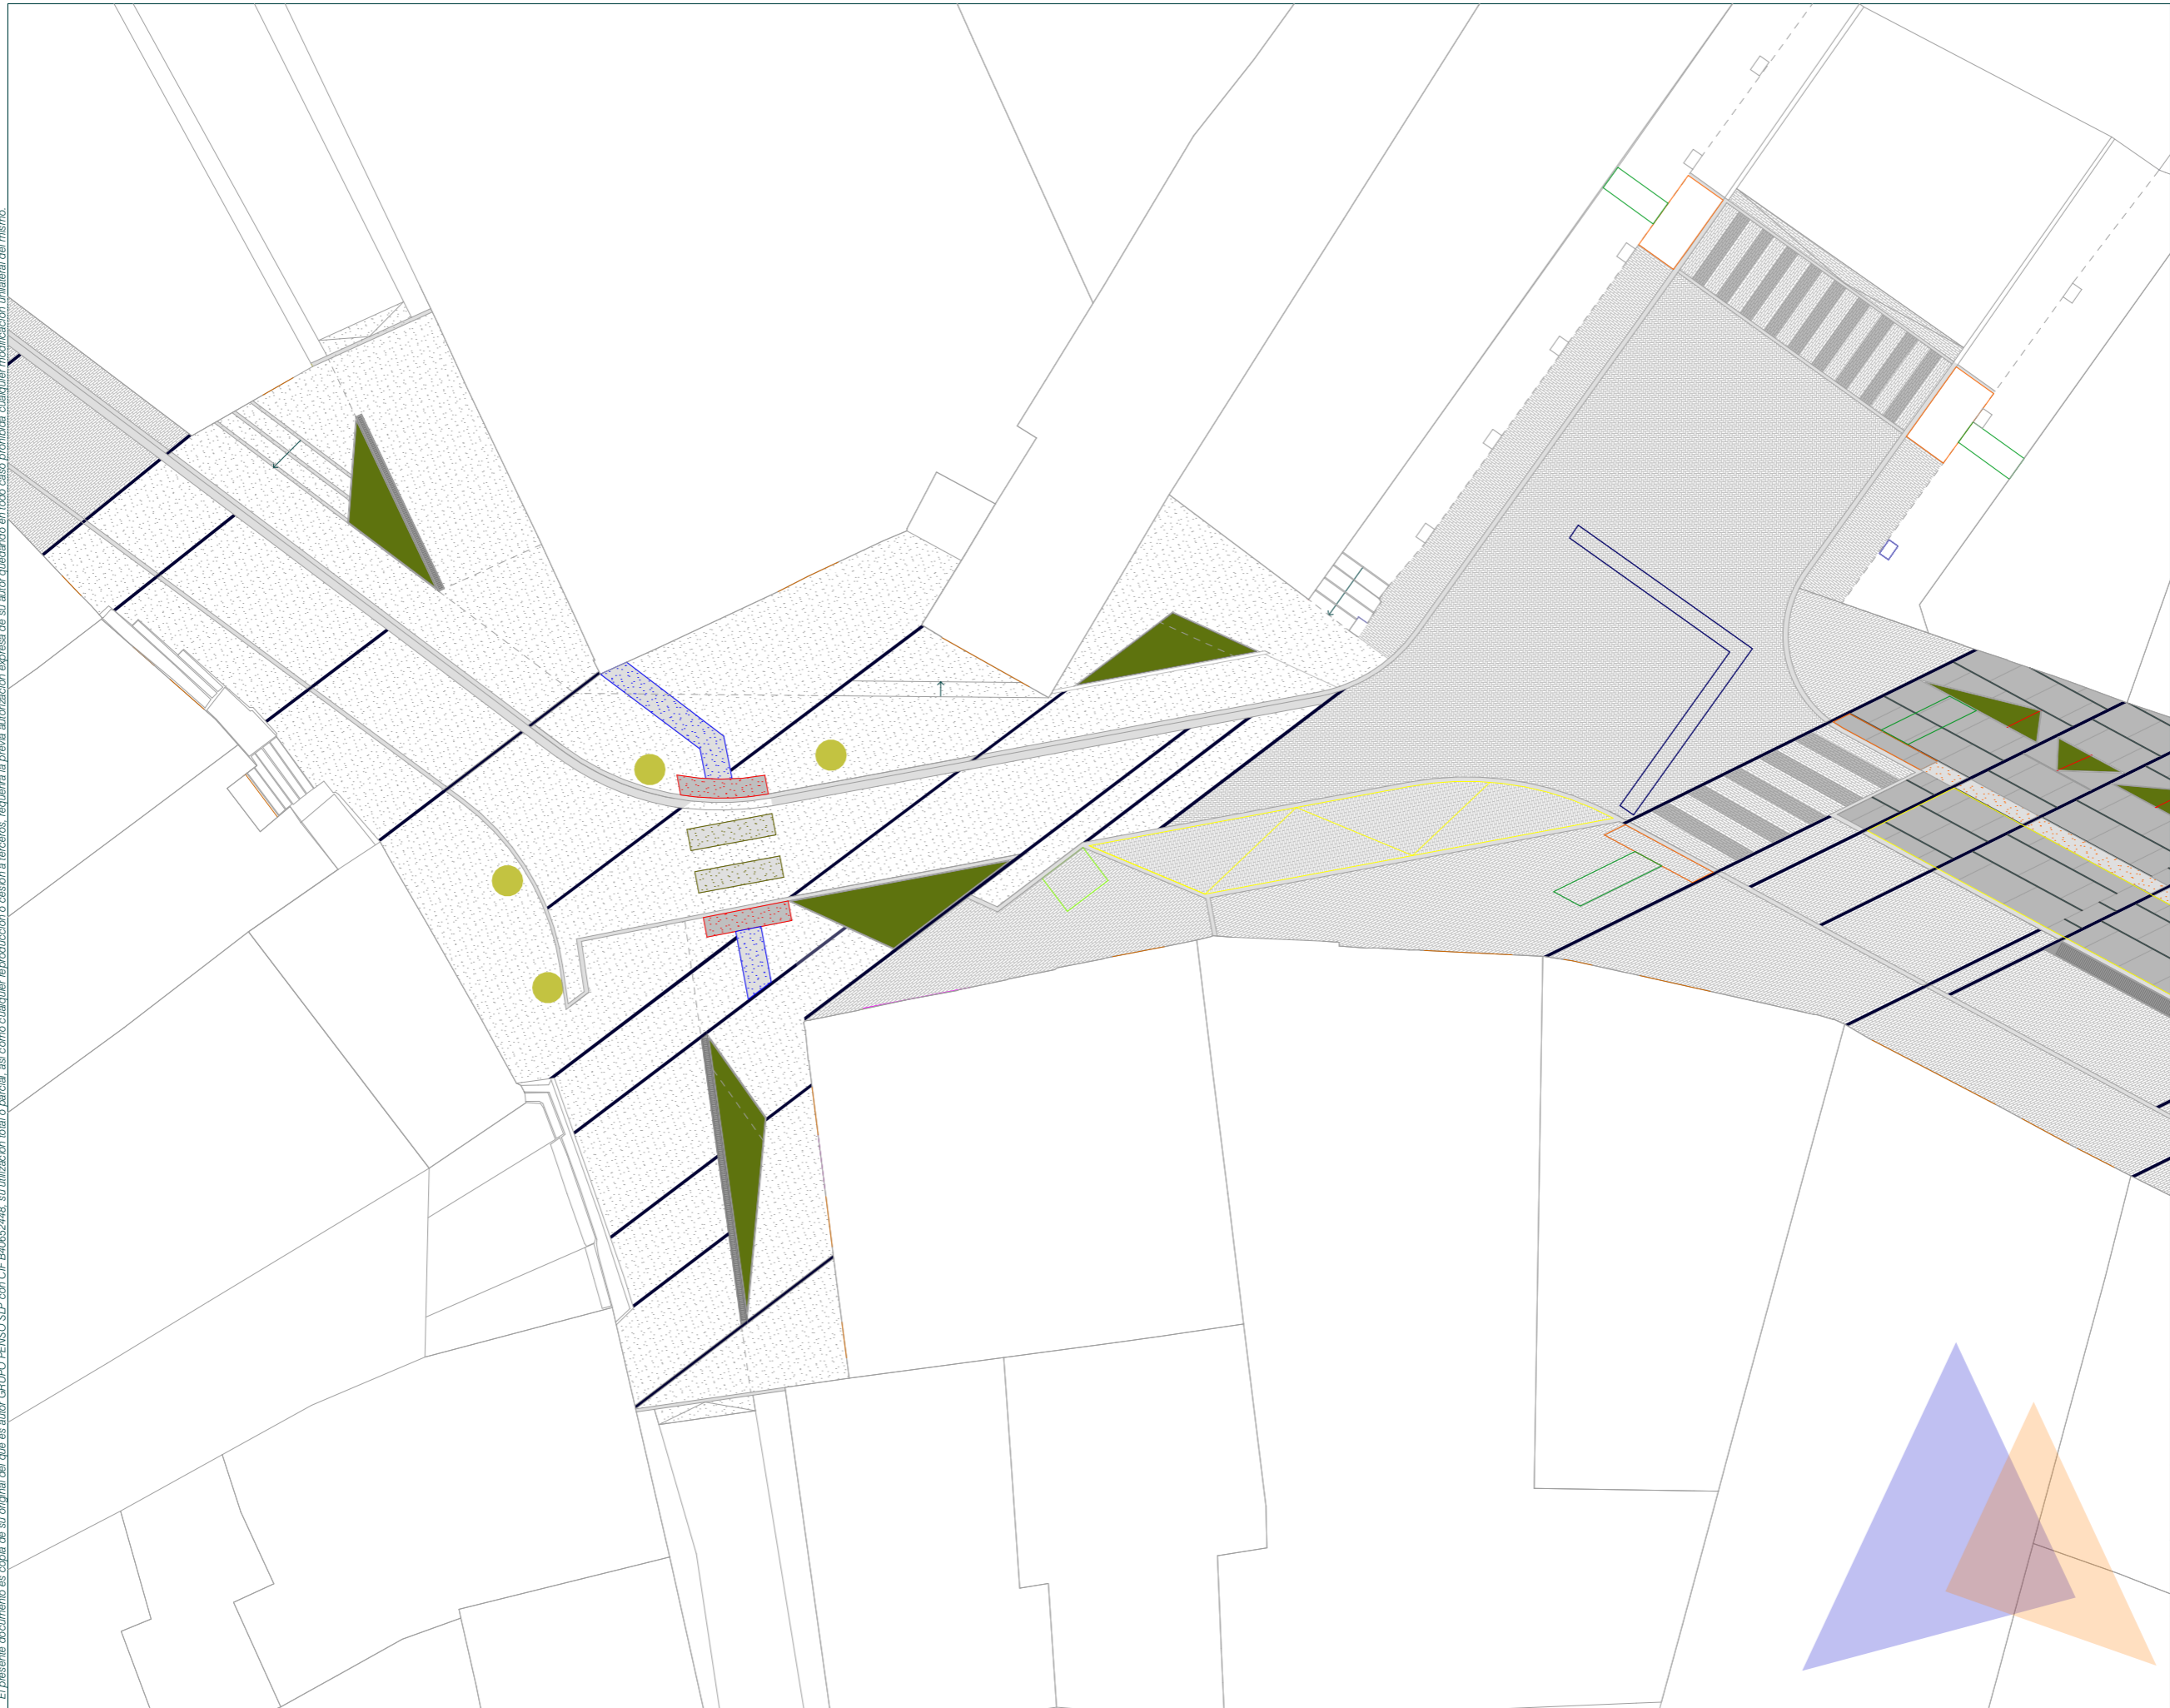 El presente documento es copia de su original del que es autor GRUPO PENSO SLP con CIF B40652448, su utilización total o parcial, así como cualquier reproducción o cesión a terceros, requerirá la previa autorización expresa de su autor quedando en todo caso prohibida cualquier modificación unilateral del mismo.